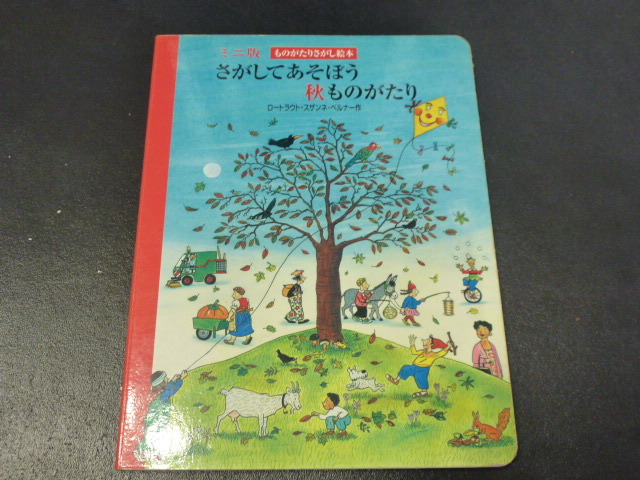 ミニ版 ものがたりさがし絵本
さがしてあそぼう
秋ものがたり
ロートラウト・スザンネ・ベルナー作